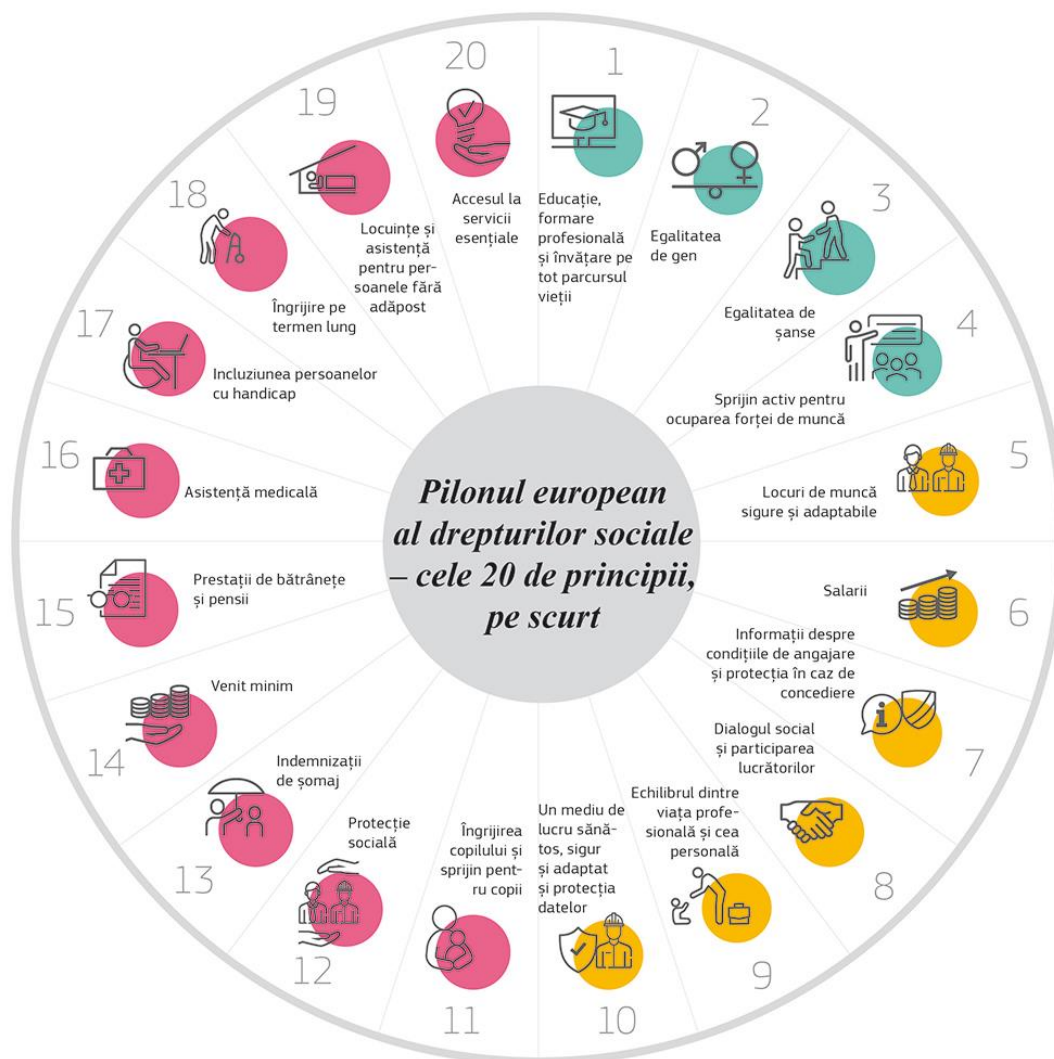 Pilonul european
al drepturilor sociale
– cele 20 de principii,
pe scurt
1
Educație,
formare
profesională
și învățare pe
tot parcursul
vieții
2
Egalitatea
de gen
3
Egalitatea de
șanse
4
Sprijin activ pentru
ocuparea forței de muncă
5
Locuri de muncă
sigure și adaptabile
6
Salarii
7
Informații despre
condițiile de angajare
și protecția în caz de
concediere
8
Dialogul social
și participarea
lucrătorilor
9
Echilibrul dintre
viața profe-
sională și cea
personală
10
Un mediu de
lucru sănă-
tos, sigur
și adaptat
și protecția
datelor
11
Îngrijirea
copilului și
sprijin pent-
ru copii
12
Protecție
socială
13
Indemnizații
de șomaj
14
Venit minim
15
Prestații de bătrânețe
și pensii
16
Asistență medicală
17
Incluziunea persoanelor
cu handicap
18
Îngrijire pe
termen lung
19
Locuințe și
asistență
pentru per-
soanele fără
adăpost
20
Accesul la
servicii
esențiale